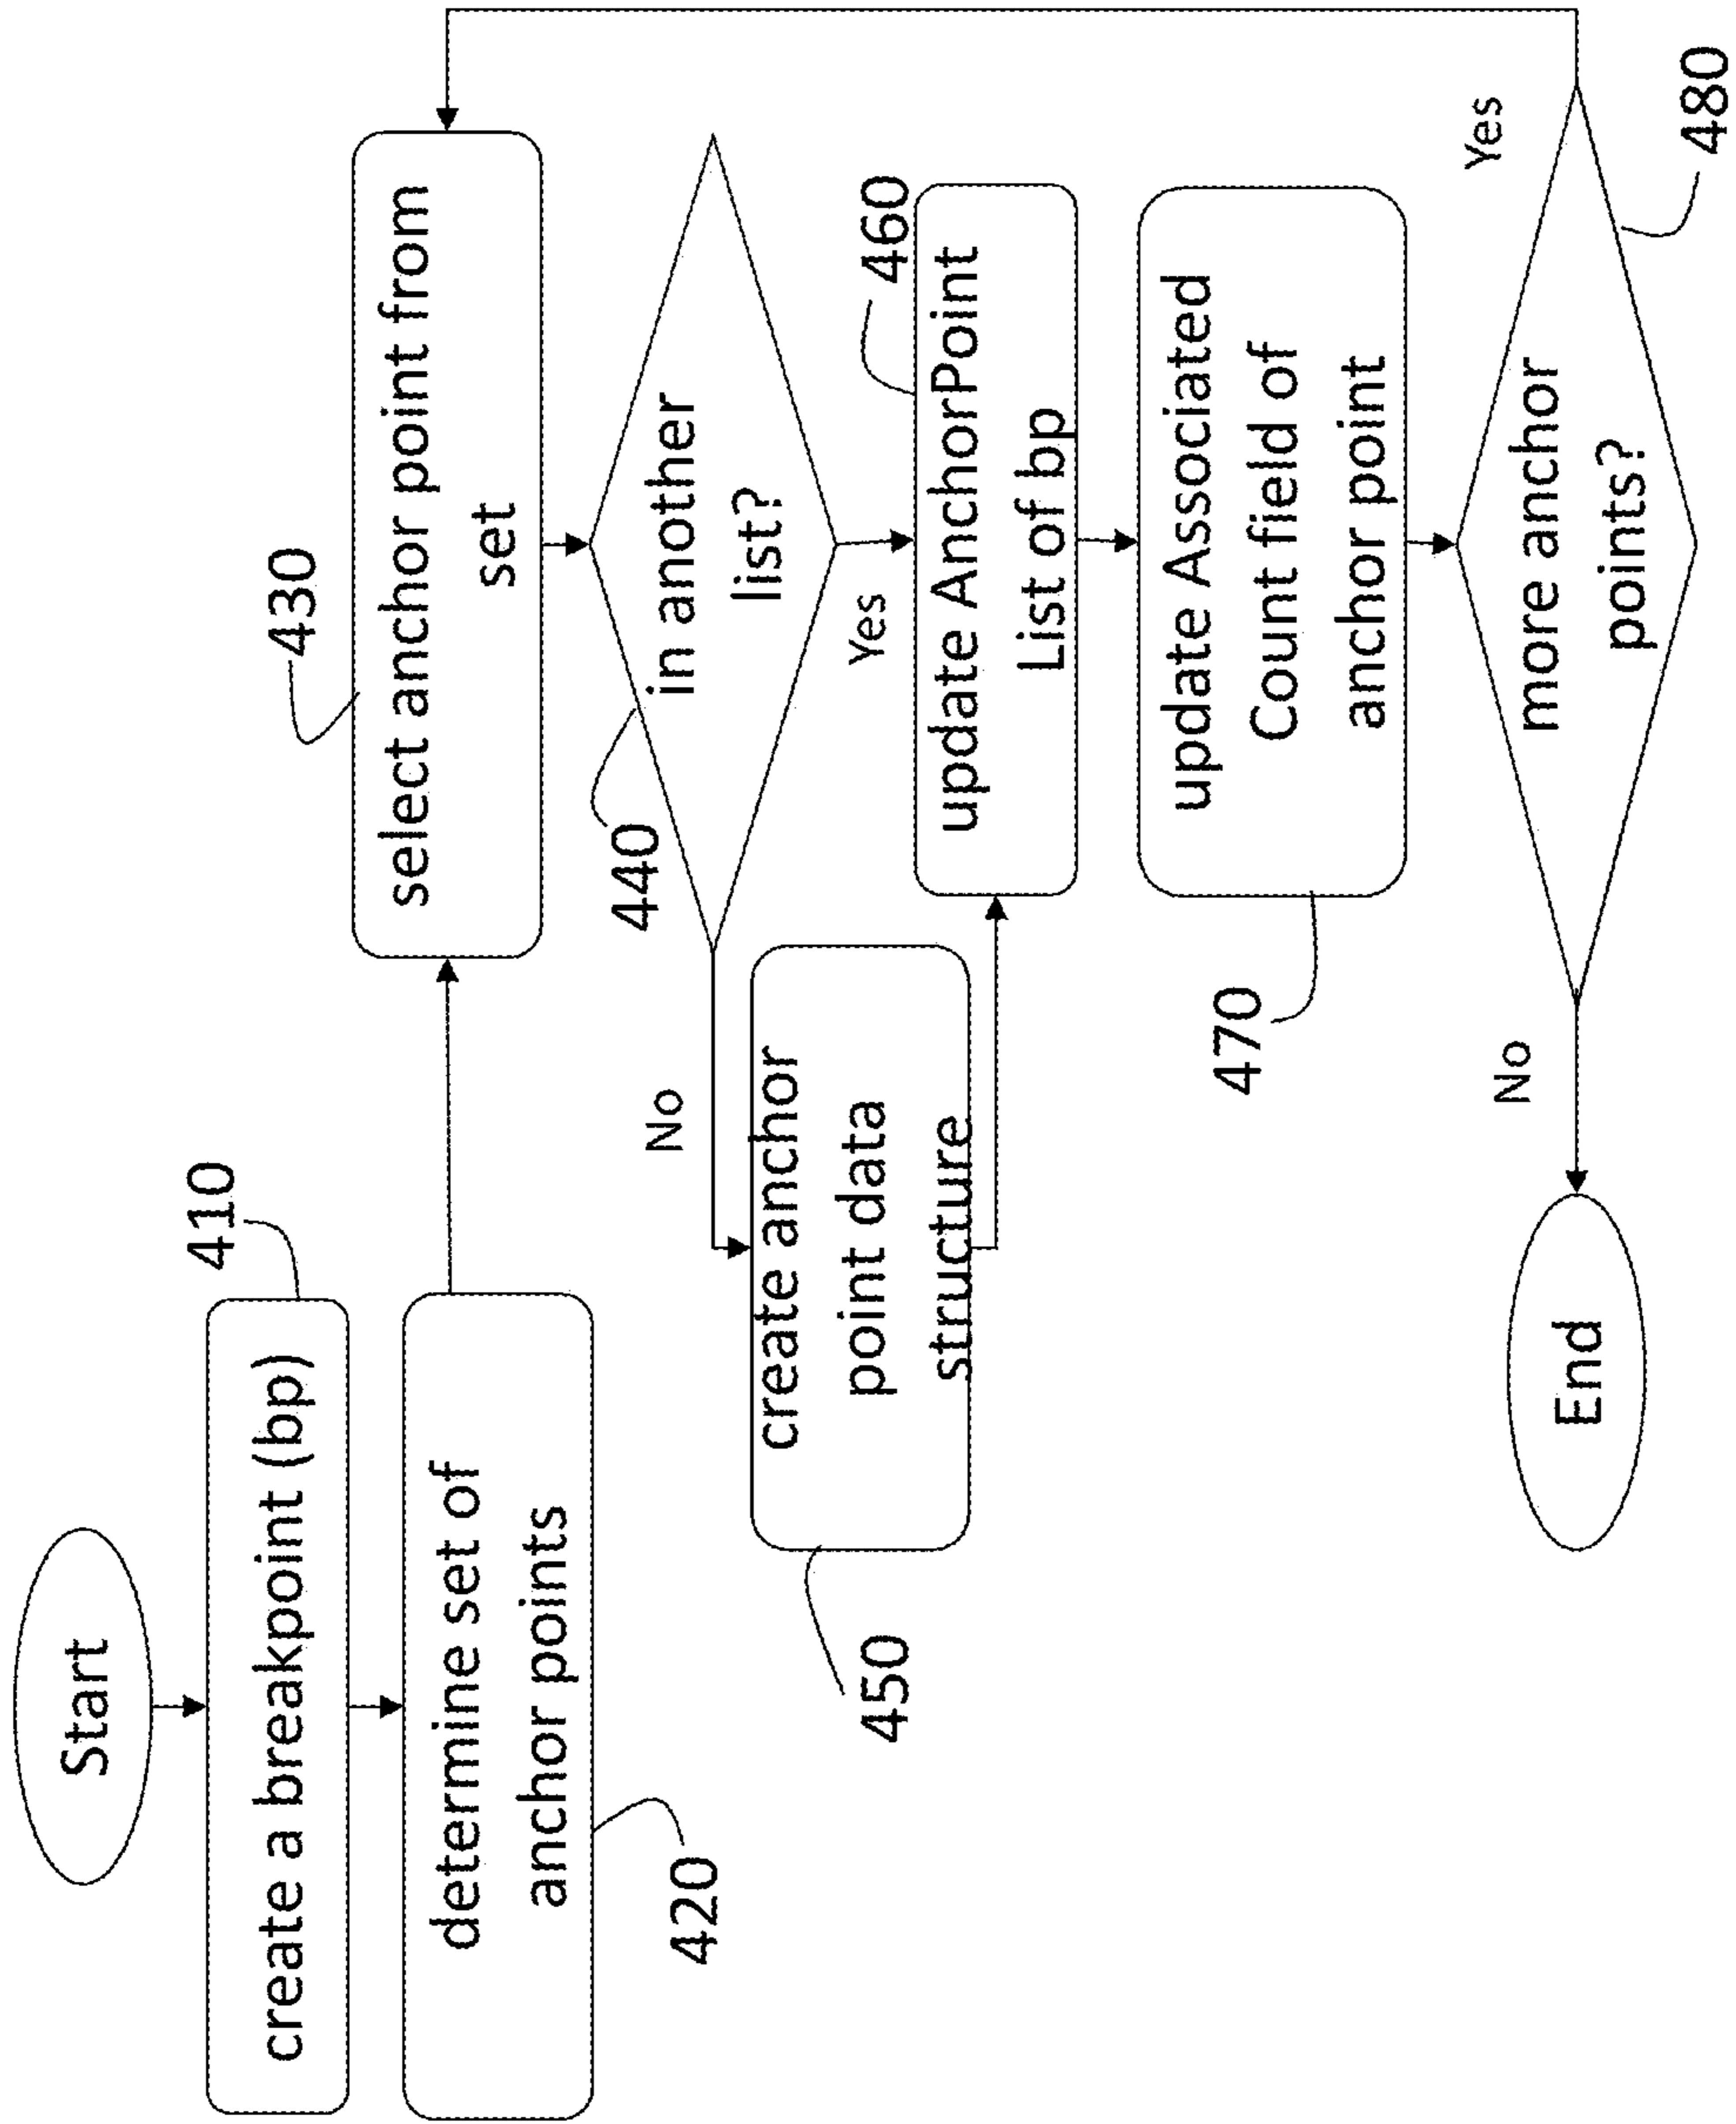 Start
410
create a breakpoint (bp)
determine set of
anchor points
420
430
select anchor point from
set
440
in another
list?
No
Yes
450
create anchor
point data
structure
460
update AnchorPoint
List of bp
470
update Associated
Count field of
anchor point
480
more anchor
points?
Yes
No
End